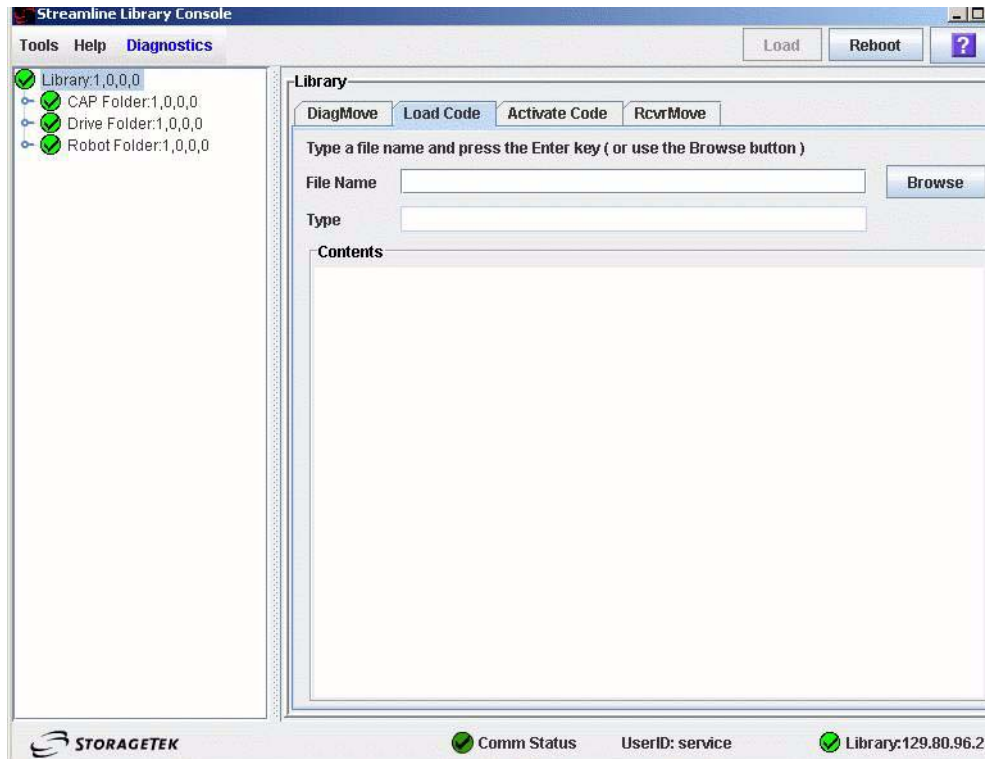 Streamline Library Console
Tools Help Diagnostics
Load Reboot ?
Library:1,0,0,0
CAP Folder:1,0,0,0
Drive Folder:1,0,0,0
Robot Folder:1,0,0,0
Library
DiagMove Load Code Activate Code RcvrMove
Type a file name and press the Enter key ( or use the Browse button )
File Name Browse
Type
Contents
STORAGETEK Comm Status UserID: service Library:129.80.96.2